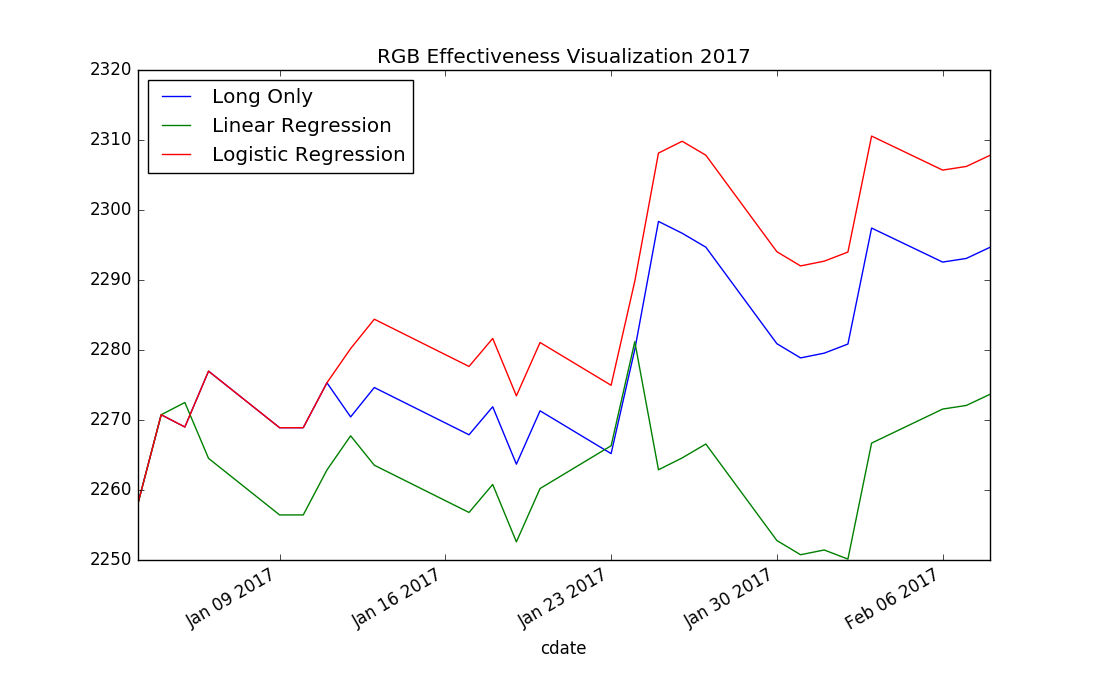 RGB Effectiveness Visualization 2017
2320
2310
2300
2290
2280
2270
2260
2250
Long Only
Linear Regression
Logistic Regression
Jan 09 2017
Jan 16 2017
Jan 23 2017
Jan 30 2017
Feb 06 2017
cdate